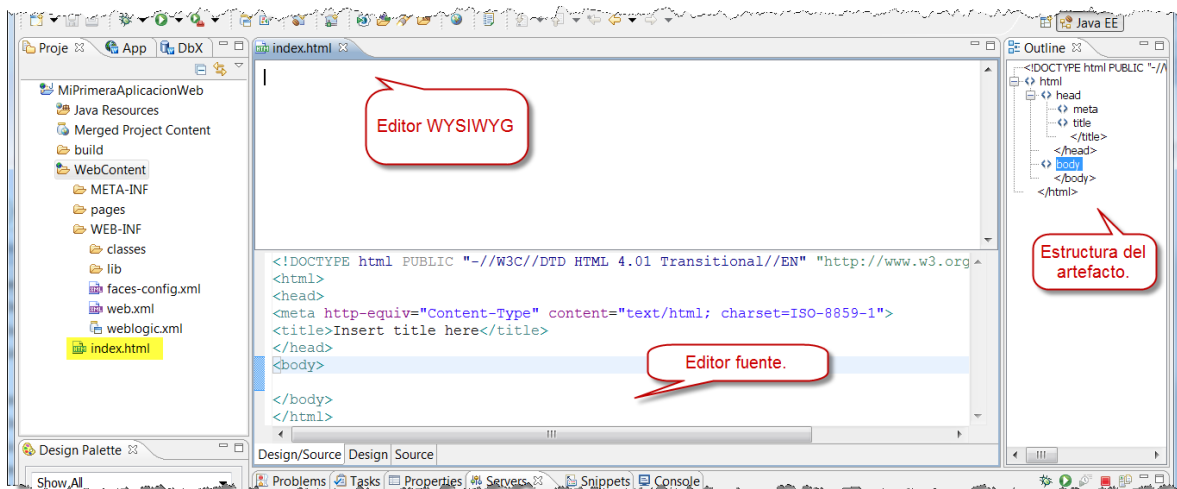 Java EE
Proje
App
DbX
MiPrimeraAplicacionWeb
Java Resources
Merged Project Content
build
WebContent
META-INF
pages
WEB-INF
classes
lib
faces-config.xml
web.xml
weblogic.xml
index.html
Design Palette
Show All
index.html
Editor WYSIWYG
<!DOCTYPE html PUBLIC "-//W3C//DTD HTML 4.01 Transitional//EN" "http://www.w3.org
<html>
<head>
<meta http-equiv="Content-Type" content="text/html; charset=ISO-8859-1">
<title>Insert title here</title>
</head>
<body>
Editor fuente.
</body>
</html>
Design/Source Design Source
Problems Tasks Properties Servers Snippets Console
Outline
<!DOCTYPE html PUBLIC "-//
html
head
meta
title
</title>
</head>
body
</body>
</html>
Estructura del
artefacto.